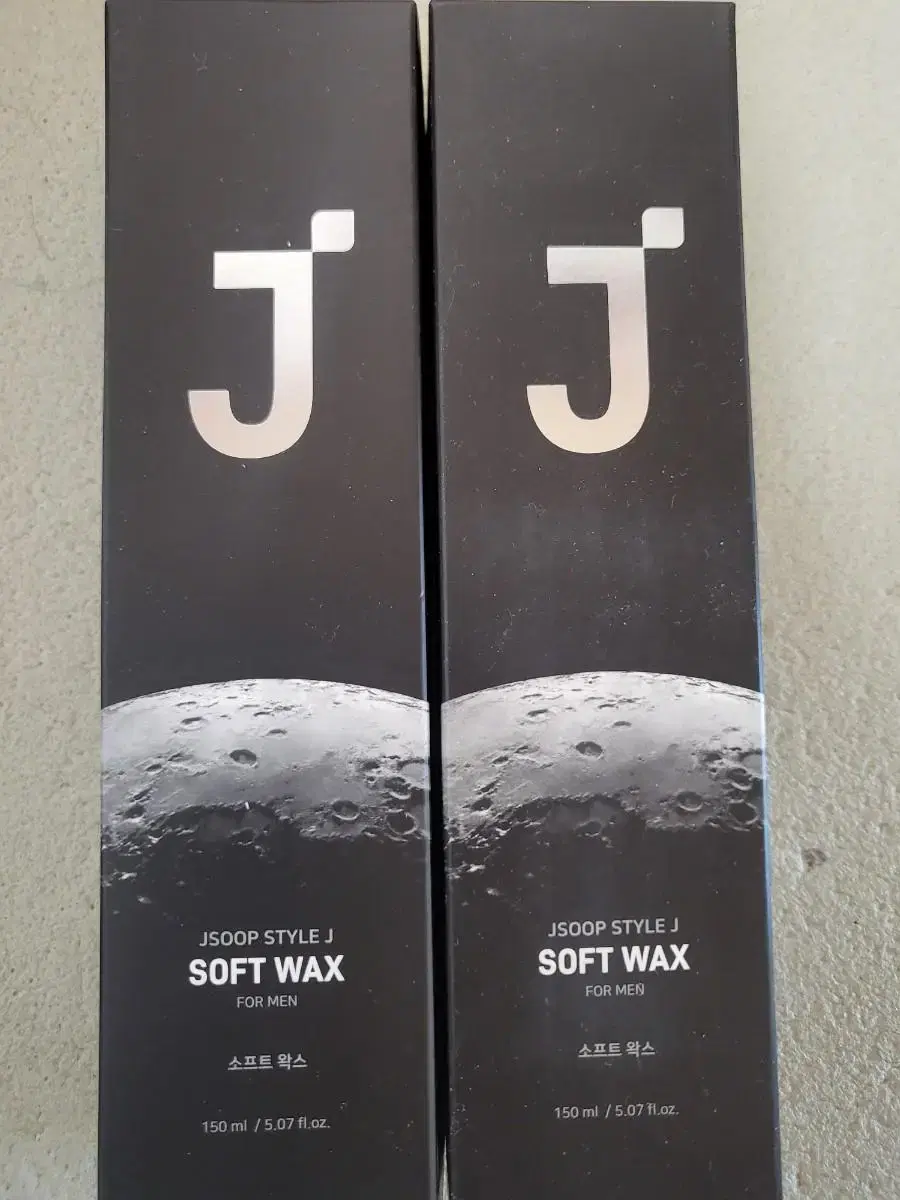 J
JSOOP STYLE J
SOFT WAX
FOR MEN
소프트 왁스
150 ml / 5.07 fl.oz.
J
JSOOP STYLE J
SOFT WAX
FOR MEN
소프트 왁스
150 ml / 5.07 fl.oz.